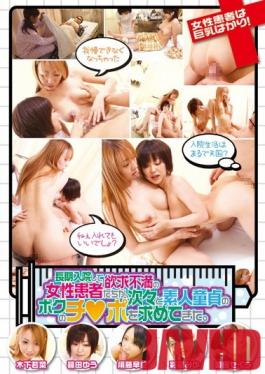 女性患者は
巨乳ばかり！
我慢できなく
なっちゃった
入院生活は
まるで天国？
ねぇ入れても
いいでしょ？
長期入院して欲求不満の
女性患者たちが、次々と素人童貞の
ボクのチ♥ポを求めてきた。
木下若菜
篠田ゆう